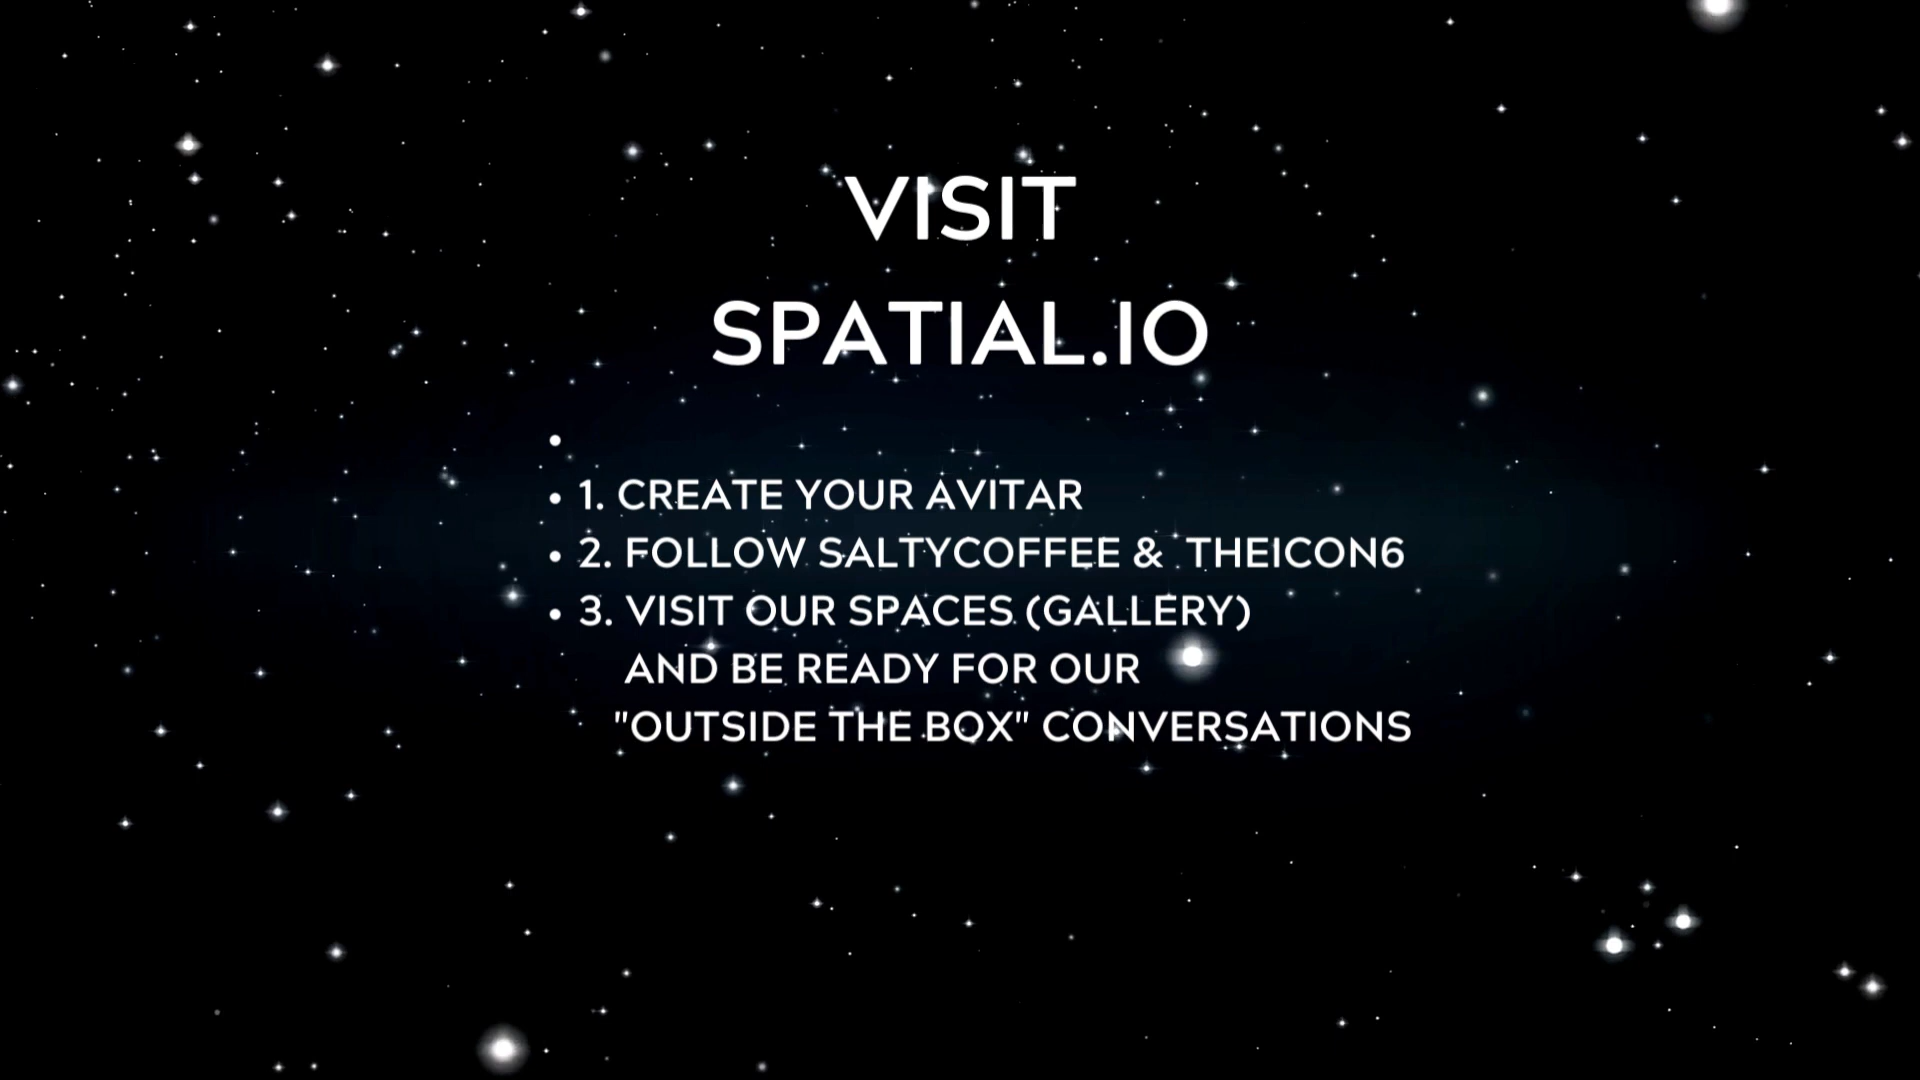 VISIT
SPATIAL.IO
•
• 1. CREATE YOUR AVITAR
• 2. FOLLOW SALTYCOFFEE & THEICON6
• 3. VISIT OUR SPACES (GALLERY)
AND BE READY FOR OUR
"OUTSIDE THE BOX" CONVERSATIONS